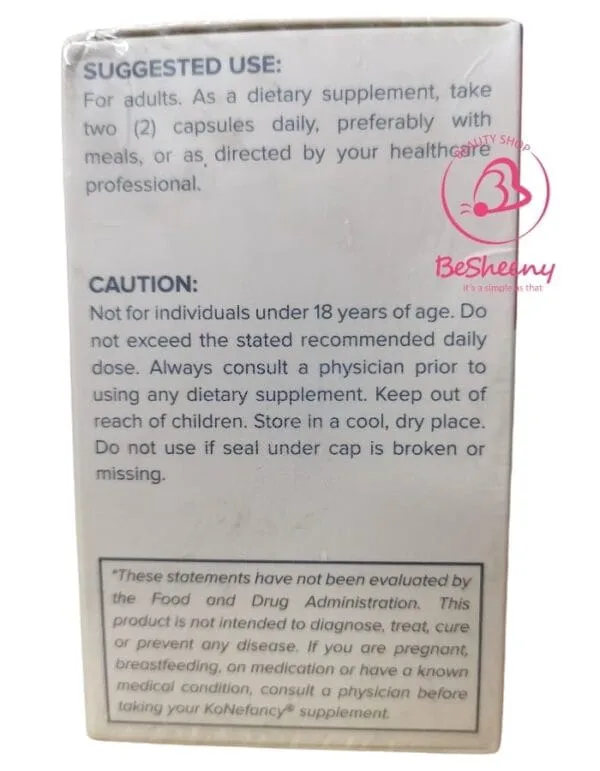 SUGGESTED USE:
For adults. As a dietary supplement, take
two (2) capsules daily, preferably with
meals, or as directed by your healthcare
professional.
BEAUTY SHOP
BeSheeny
it's a simple as that
CAUTION:
Not for individuals under 18 years of age. Do
not exceed the stated recommended daily
dose. Always consult a physician prior to
using any dietary supplement. Keep out of
reach of children. Store in a cool, dry place.
Do not use if seal under cap is broken or
missing.
*These statements have not been evaluated by
the Food and Drug Administration. This
product is not intended to diagnose, treat, cure
or prevent any disease. If you are pregnant,
breastfeeding, on medication or have a known
medical condition, consult a physician before
taking your KoNefancy® supplement.